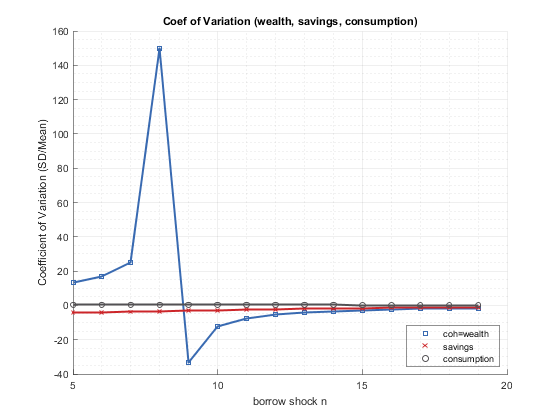 Coef of Variation (wealth, savings, consumption)
160
140
120
100
80
60
40
20
0
-20
-40
Coefficient of Variation (SD/Mean)
5
10
15
20
borrow shock n
coh=wealth
savings
consumption